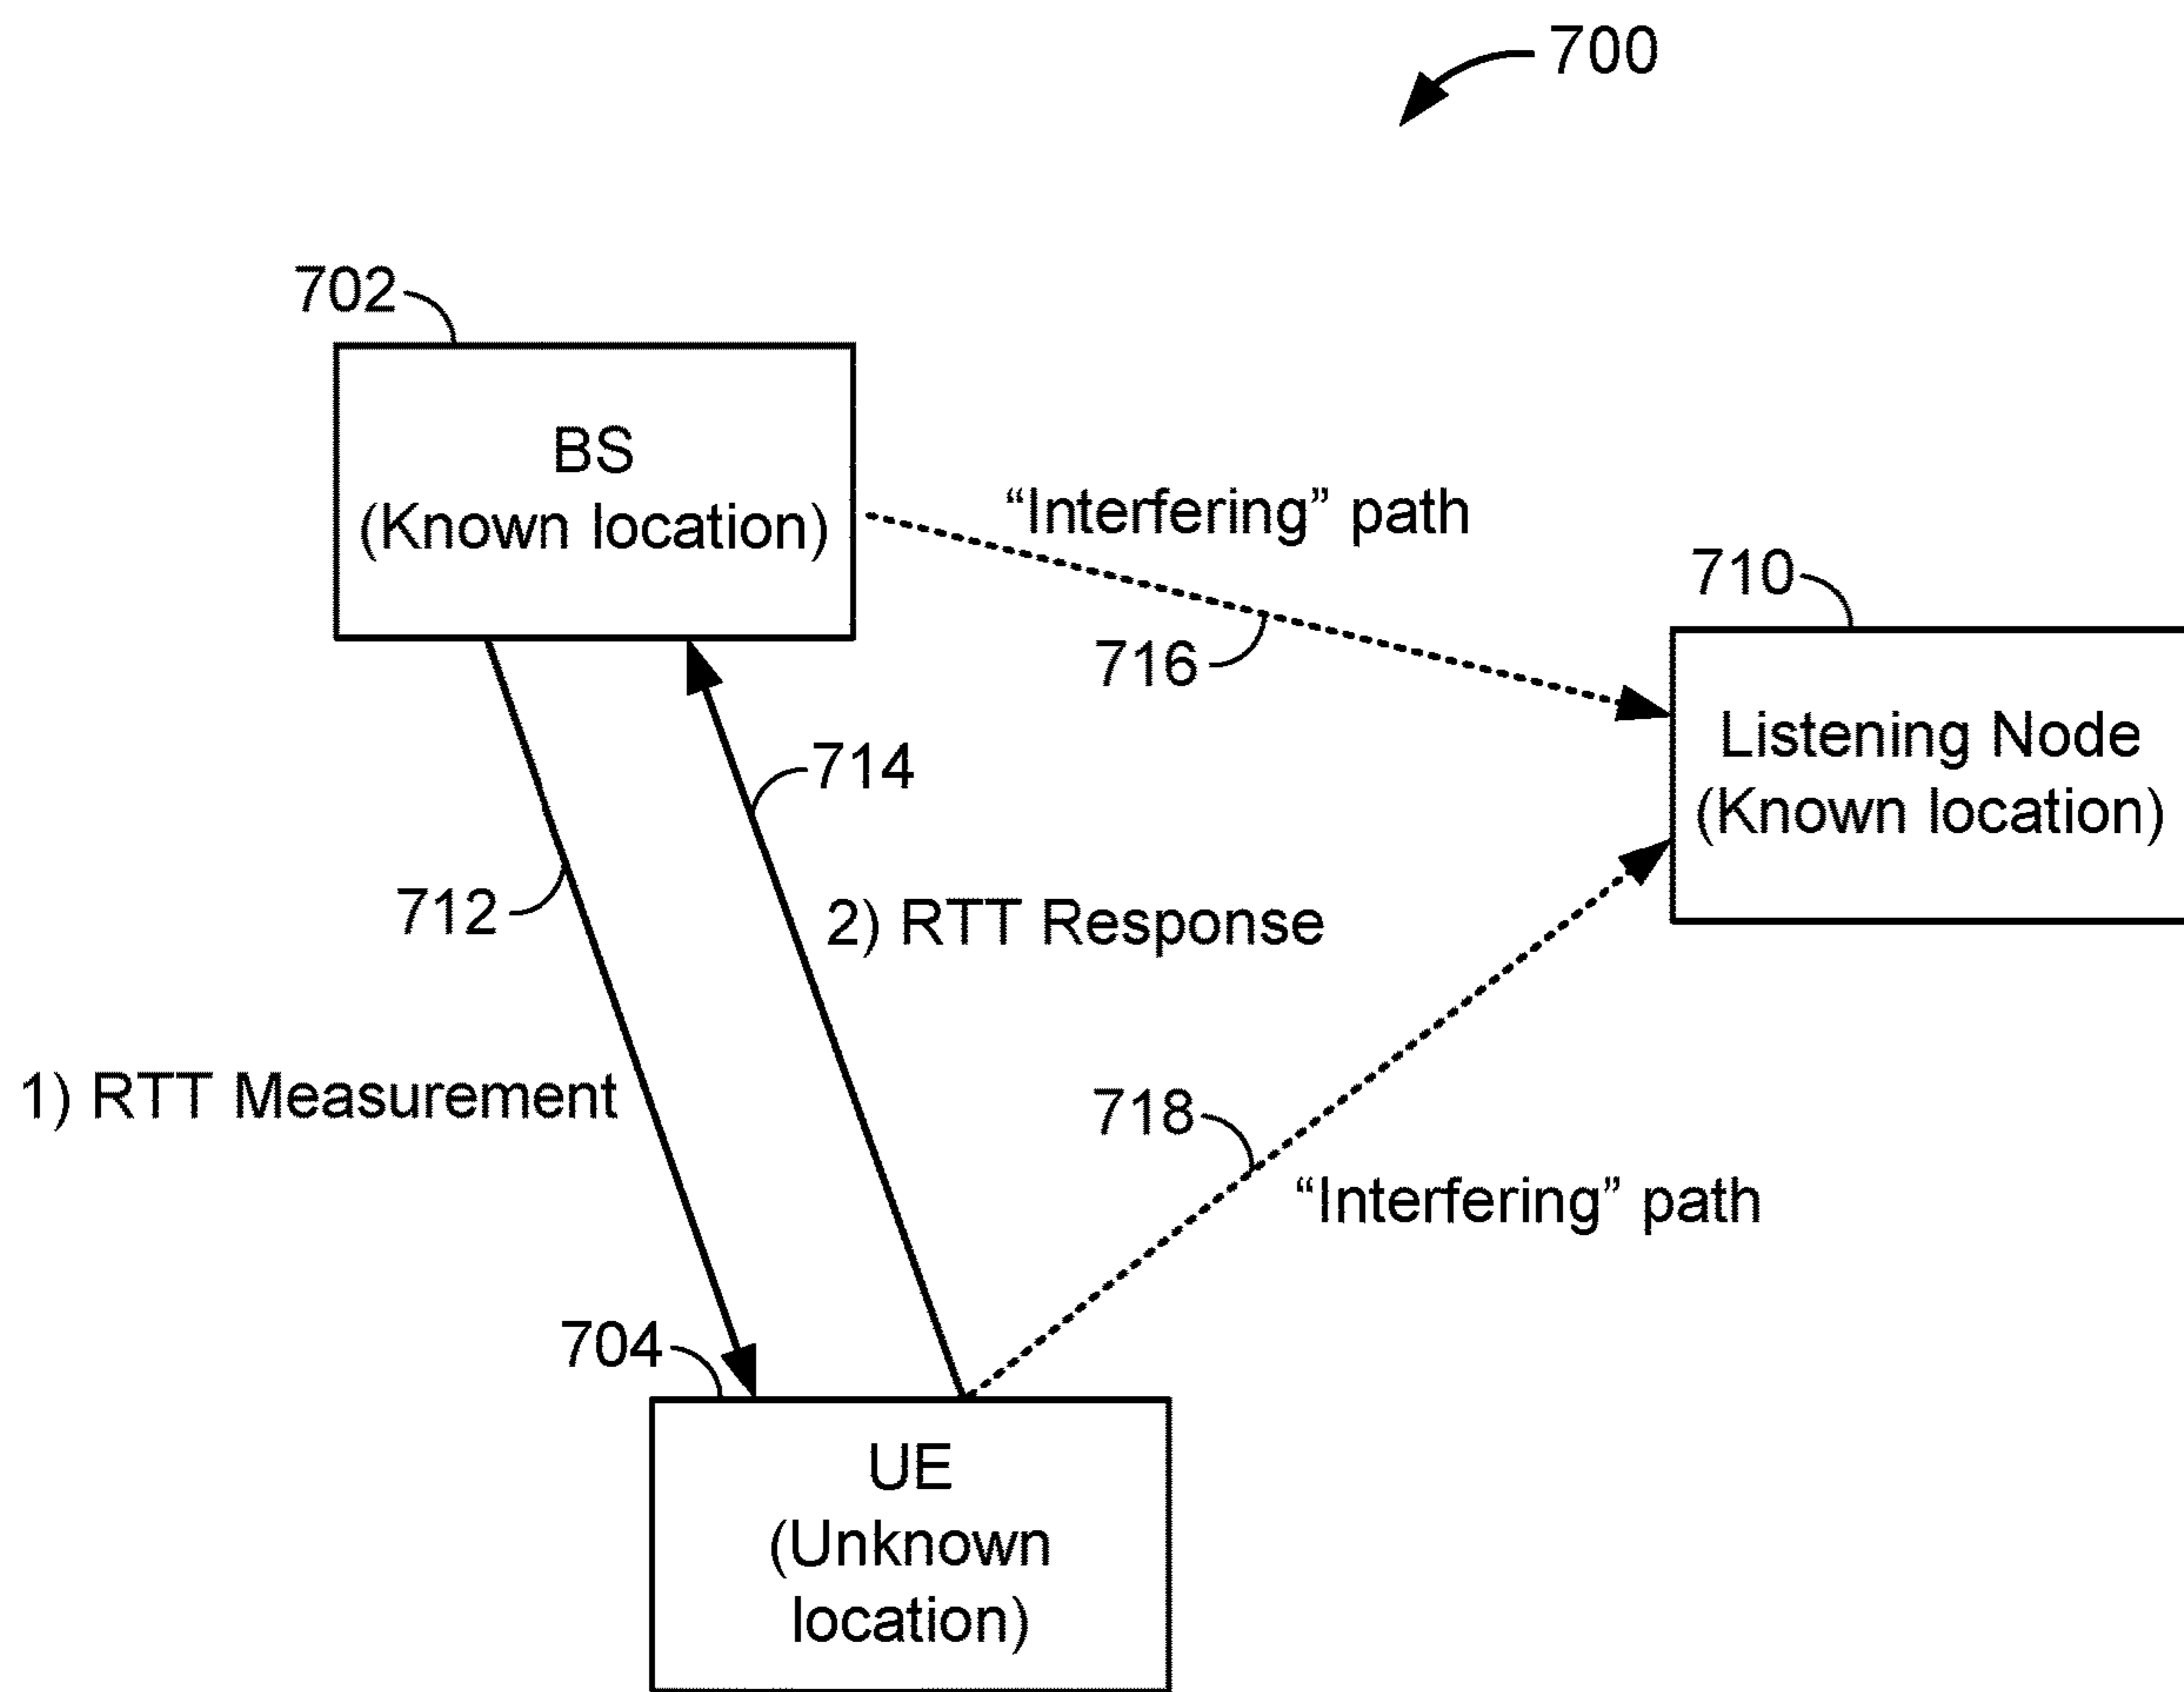 700
702
BS
(Known location)
“Interfering” path
710
716
Listening Node
(Known location)
714
712
2) RTT Response
1) RTT Measurement
718
“Interfering” path
704
UE
(Unknown
location)